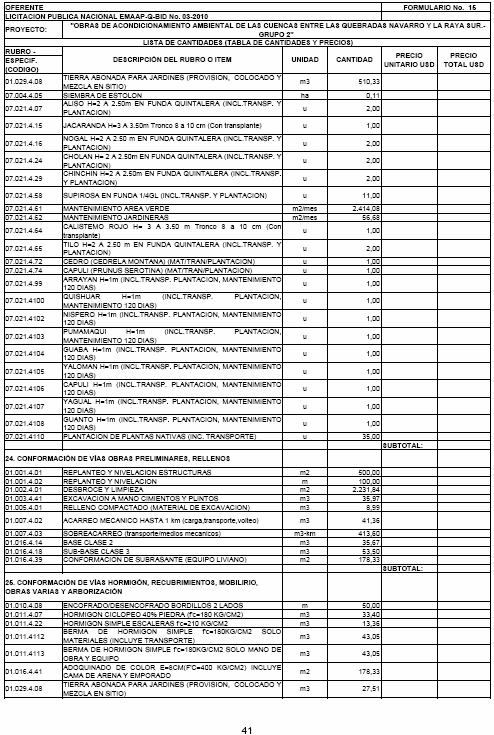 OFERENTE FORMULARIO No. 15
LICITACION PUBLICA NACIONAL EMAAP-Q-BID No. 03-2010
PROYECTO: "OBRAS DE ACONDICIONAMIENTO AMBIENTAL DE LAS CUENCAS ENTRE LAS QUEBRADAS NAVARRO Y LA RAYA SUR.-
GRUPO 2"
LISTA DE CANTIDADES (TABLA DE CANTIDADES Y PRECIOS)
RUBRO - ESPECIF. (CODIGO) DESCRIPCIÓN DEL RUBRO O ITEM UNIDAD CANTIDAD PRECIO UNITARIO USD PRECIO TOTAL USD
01.029.4.08 TIERRA ABONADA PARA JARDINES (PROVISION, COLOCADO Y MEZCLA EN SITIO) m3 510,33
07.004.4.05 SIEMBRA DE ESTOLON ha 0,11
07.021.4.07 ALISO H=2 A 2.50m EN FUNDA QUINTALERA (INCL.TRANSP. Y PLANTACION) u 2,00
07.021.4.15 JACARANDA H=3 A 3.50m Tronco 8 a 10 cm (Con transplante) u 1,00
07.021.4.16 NOGAL H=2 A 2.50 m EN FUNDA QUINTALERA (INCL.TRANSP. Y PLANTACION) u 2,00
07.021.4.24 CHOLAN H= 2 A 2.50m EN FUNDA QUINTALERA (INCL.TRANSP. Y PLANTACION) u 2,00
07.021.4.29 CHINCHIN H=2 A 2.50m EN FUNDA QUINTALERA (INCL.TRANSP. Y PLANTACION) u 2,00
07.021.4.58 SUPIROSA EN FUNDA 1/4GL (INCL.TRANSP. Y PLANTACION) u 11,00
07.021.4.61 MANTENIMIENTO AREA VERDE m2/mes 2.414,08
07.021.4.62 MANTENIMIENTO JARDINERAS m2/mes 56,68
07.021.4.64 CALISTEMO ROJO H= 3 A 3.50 m Tronco 8 a 10 cm (Con transplante) u 1,00
07.021.4.65 TILO H=2 A 2.50 m EN FUNDA QUINTALERA (INCL.TRANSP. Y PLANTACION) u 2,00
07.021.4.72 CEDRO (CEDRELA MONTANA) (MAT/TRAN/PLANTACION) u 1,00
07.021.4.74 CAPULI (PRUNUS SEROTINA) (MAT/TRAN/PLANTACION) u 1,00
07.021.4.99 ARRAYAN H=1m (INCL.TRANSP. PLANTACION, MANTENIMIENTO 120 DIAS) u 1,00
07.021.4100 QUISHUAR H=1m (INCL.TRANSP. PLANTACION, MANTENIMIENTO 120 DIAS) u 1,00
07.021.4102 NISPERO H=1m (INCL.TRANSP. PLANTACION, MANTENIMIENTO 120 DIAS) u 1,00
07.021.4103 PUMAMAQUI H=1m (INCL.TRANSP. PLANTACION, MANTENIMIENTO 120 DIAS) u 1,00
07.021.4104 GUABA H=1m (INCL.TRANSP. PLANTACION, MANTENIMIENTO 120 DIAS) u 1,00
07.021.4105 YALOMAN H=1m (INCL.TRANSP. PLANTACION, MANTENIMIENTO 120 DIAS) u 1,00
07.021.4106 CAPULI H=1m (INCL.TRANSP. PLANTACION, MANTENIMIENTO 120 DIAS) u 1,00
07.021.4107 YAGUAL H=1m (INCL.TRANSP. PLANTACION, MANTENIMIENTO 120 DIAS) u 1,00
07.021.4108 GUANTO H=1m (INCL.TRANSP. PLANTACION, MANTENIMIENTO 120 DIAS) u 1,00
07.021.4110 PLANTACION DE PLANTAS NATIVAS (INC. TRANSPORTE) u 35,00
SUBTOTAL:
24. CONFORMACIÓN DE VÍAS OBRAS PRELIMINARES, RELLENOS
01.001.4.01 REPLANTEO Y NIVELACION ESTRUCTURAS m2 500,00
01.001.4.02 REPLANTEO Y NIVELACION m 100,00
01.002.4.01 DESBROCE Y LIMPIEZA m2 2.231,84
01.003.4.41 EXCAVACION A MANO CIMIENTOS Y PLINTOS m3 35,97
01.005.4.01 RELLENO COMPACTADO (MATERIAL DE EXCAVACION) m3 8,99
01.007.4.02 ACARREO MECANICO HASTA 1 km (carga,transporte,volteo) m3 41,36
01.007.4.03 SOBREACARREO (transporte/medios mecanicos) m3-km 413,60
01.016.4.14 BASE CLASE 2 m3 35,67
01.016.4.18 SUB-BASE CLASE 3 m3 53,50
01.016.4.39 CONFORMACION DE SUBRASANTE (EQUIPO LIVIANO) m2 178,33
SUBTOTAL:
25. CONFORMACIÓN DE VÍAS HORMIGÓN, RECUBRIMIENTOS, MOBILIRIO,
OBRAS VARIAS Y ARBORIZACIÓN
01.010.4.08 ENCOFRADO/DESENCOFRADO BORDILLOS 2 LADOS m 50,00
01.011.4.07 HORMIGON CICLOPEO 40% PIEDRA (f'c=180 KG/CM2) m3 33,40
01.011.4.22 HORMIGON SIMPLE ESCALERAS f'c=210 KG/CM2 m3 13,36
01.011.4112 BERMA DE HORMIGON SIMPLE f'c=180KG/CM2 SOLO MATERIALES (INCLUYE TRANSPORTE) m3 43,05
01.011.4113 BERMA DE HORMIGON SIMPLE f'c=180KG/CM2 SOLO MANO DE OBRA Y EQUIPO m3 43,05
01.016.4.41 ADOQUINADO DE COLOR E=8CM(F'C=400 KG/CM2) INCLUYE CAMA DE ARENA Y EMPORADO m2 178,33
01.029.4.08 TIERRA ABONADA PARA JARDINES (PROVISION, COLOCADO Y MEZCLA EN SITIO) m3 27,51
41